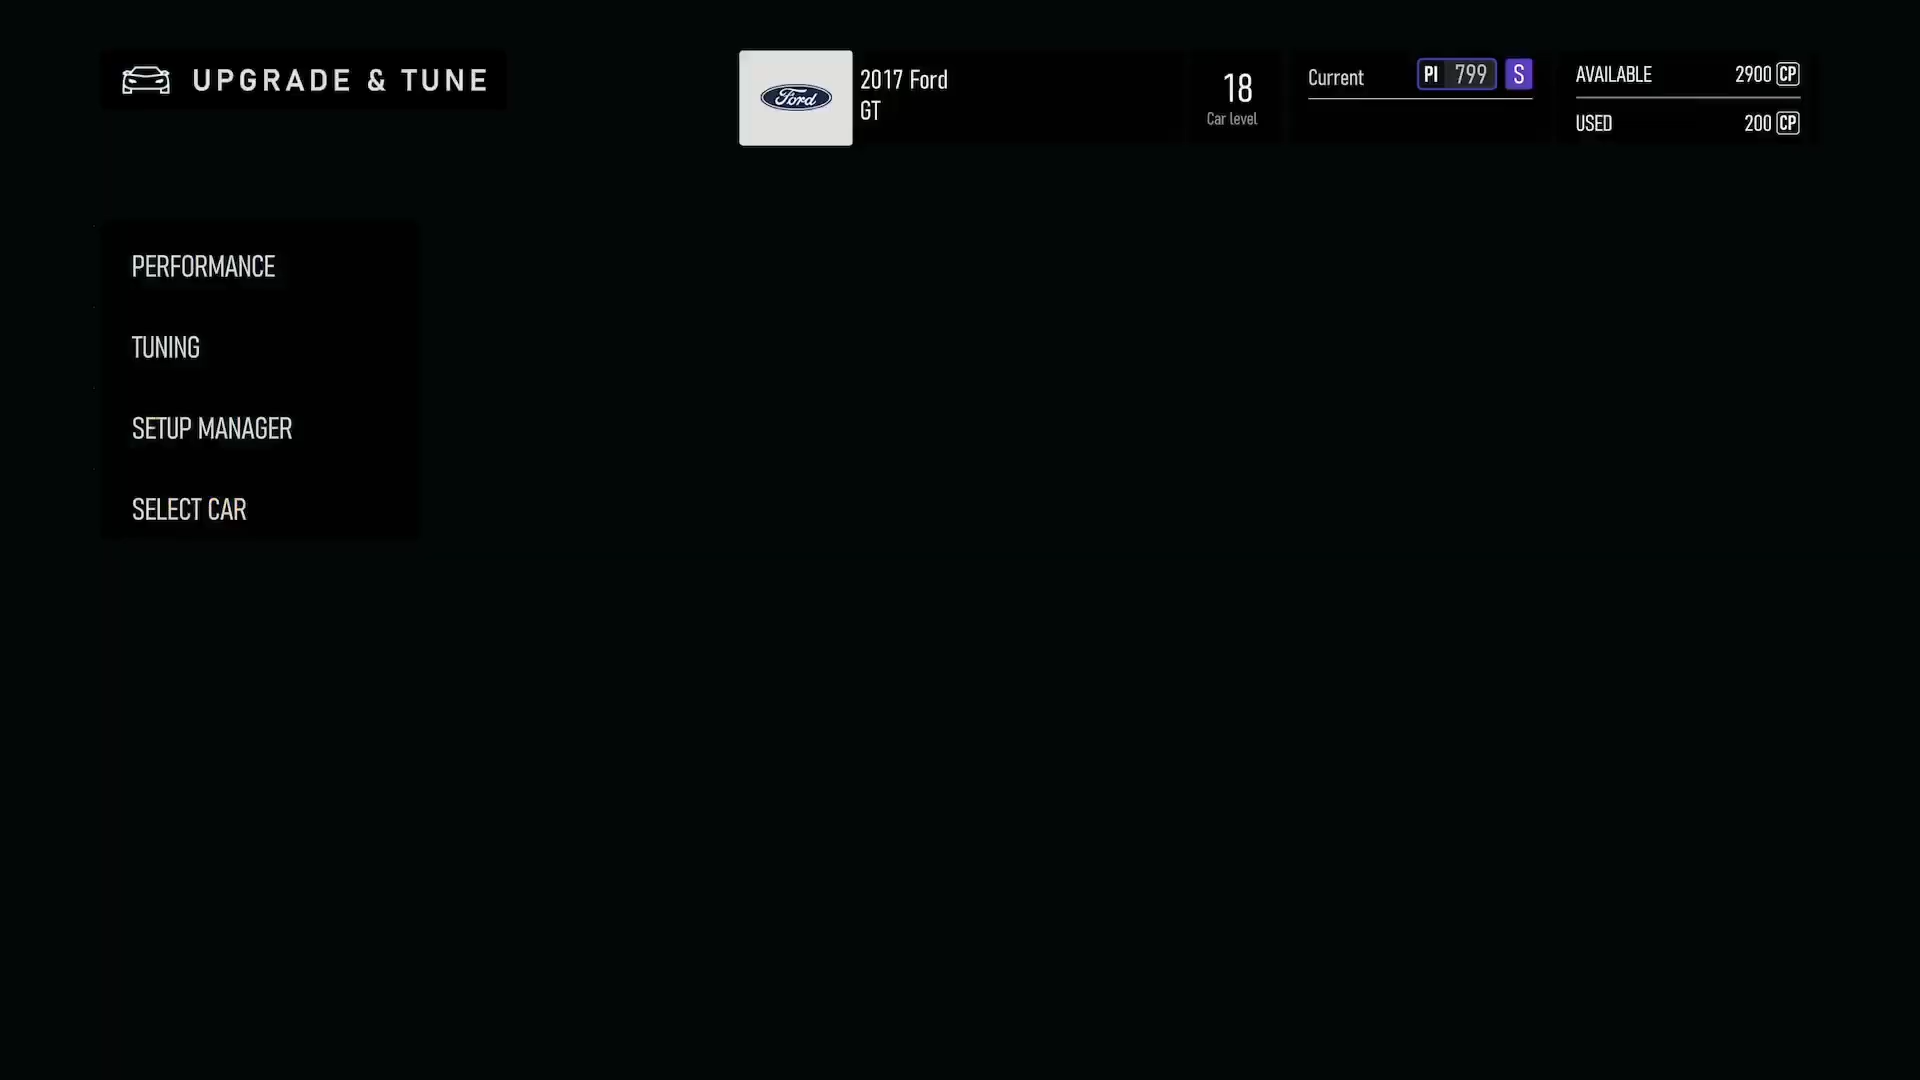 UPGRADE & TUNE
Ford
2017 Ford
GT
18
Car level
Current PI 799 S
AVAILABLE 2900 CP
USED 200 CP
PERFORMANCE
TUNING
SETUP MANAGER
SELECT CAR